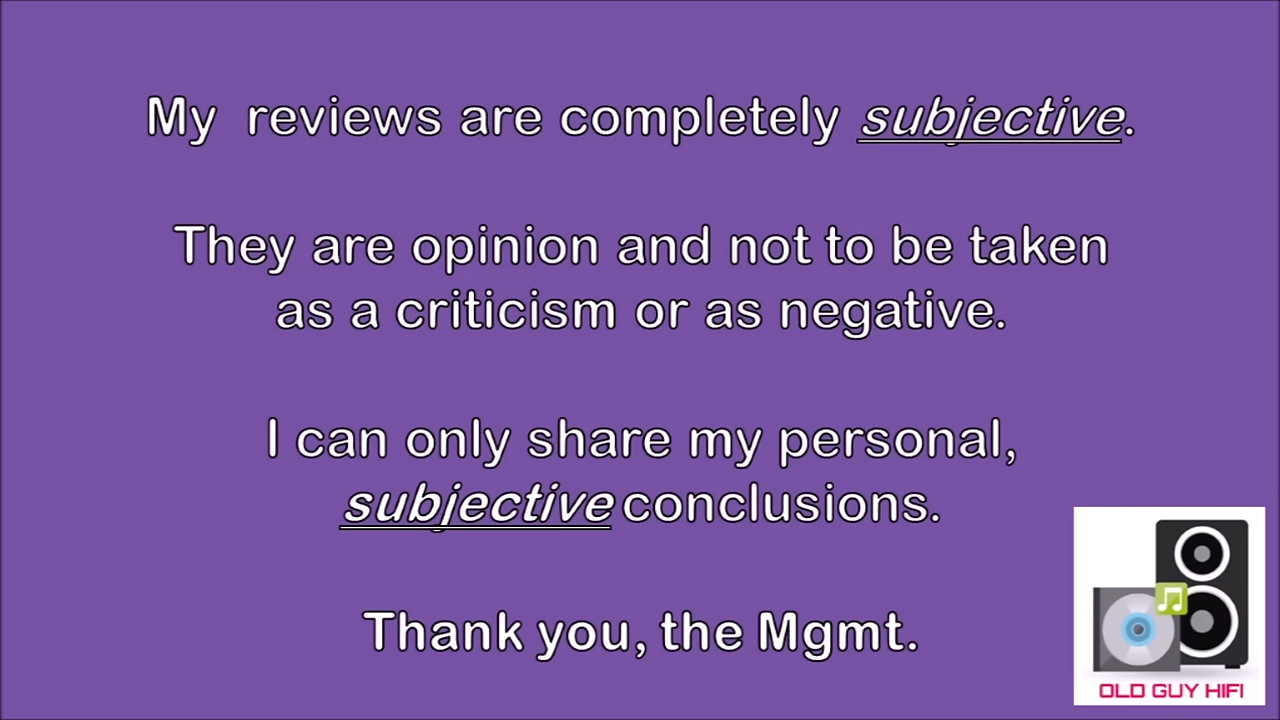 My reviews are completely subjective.
They are opinion and not to be taken
as a criticism or as negative.
I can only share my personal,
subjective conclusions.
Thank you, the Mgmt.
OLD GUY HIFI